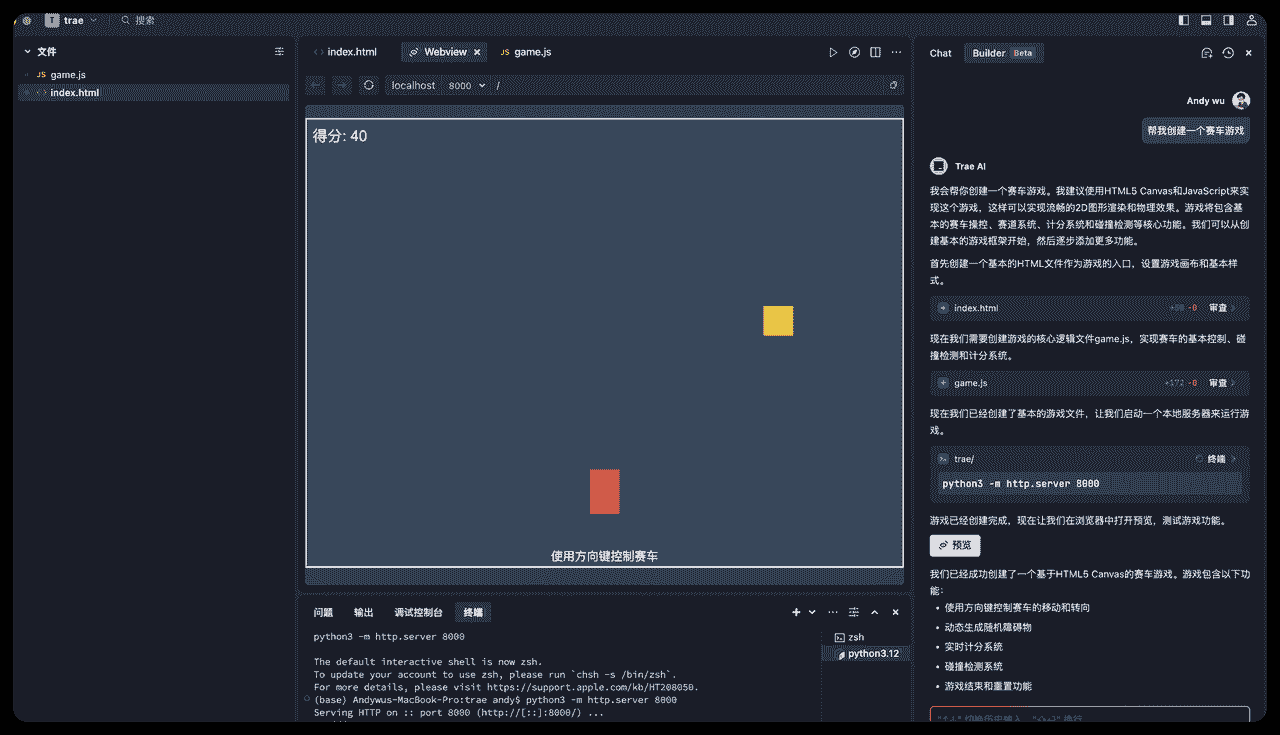 T trae
搜索
文件
JS game.js
<> index.html
<> index.html
Webview
JS game.js
localhost 8000 /
得分: 40
使用方向键控制赛车
问题 输出 调试控制台 终端
python3 -m http.server 8000
The default interactive shell is now zsh.
To update your account to use zsh, please run `chsh -s /bin/zsh`.
For more details, please visit https://support.apple.com/kb/HT208050.
(base) Andywus-MacBook-Pro:trae andy$ python3 -m http.server 8000
Serving HTTP on :: port 8000 (http://[::]:8000/) ...
zsh
python3.12
Chat Builder Beta
Andy wu
帮我创建一个赛车游戏
Trae AI
我会帮你创建一个赛车游戏。我建议使用HTML5 Canvas和JavaScript来实
现这个游戏，这样可以实现流畅的2D图形渲染和物理效果。游戏将包含基
本的赛车操控、赛道系统、计分系统和碰撞检测等核心功能。我们可以从创
建基本的游戏框架开始，然后逐步添加更多功能。
首先创建一个基本的HTML文件作为游戏的入口，设置游戏画布和基本样
式。
index.html -0 审查
现在我们需要创建游戏的核心逻辑文件game.js，实现赛车的基本控制、碰
撞检测和计分系统。
game.js +172 -0 审查
现在我们已经创建了基本的游戏文件，让我们启动一个本地服务器来运行游
戏。
trae/ 终端
python3 -m http.server 8000
游戏已经创建完成，现在让我们在浏览器中打开预览，测试游戏功能。
预览
我们已经成功创建了一个基于HTML5 Canvas的赛车游戏。游戏包含以下功
能：
• 使用方向键控制赛车的移动和转向
• 动态生成随机障碍物
• 实时计分系统
• 碰撞检测系统
• 游戏结束和重置功能